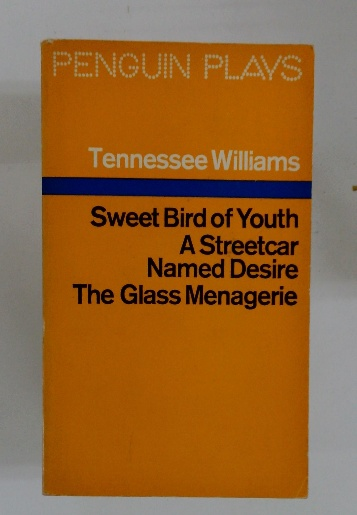 PENGUIN PLAYS
Tennessee Williams
Sweet Bird of Youth
A Streetcar
Named Desire
The Glass Menagerie